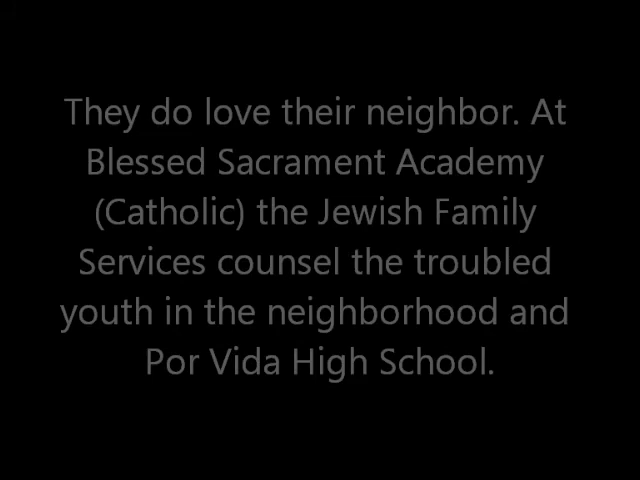 They do love their neighbor. At
Blessed Sacrament Academy
(Catholic) the Jewish Family
Services counsel the troubled
youth in the neighborhood and
Por Vida High School.